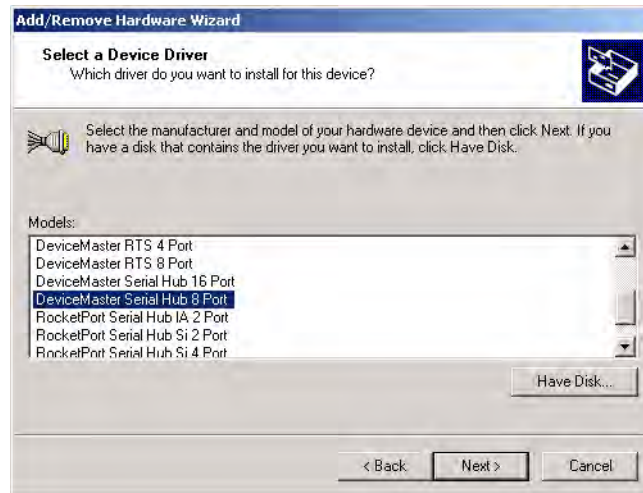 Add/Remove Hardware Wizard
Select a Device Driver
Which driver do you want to install for this device?
Select the manufacturer and model of your hardware device and then click Next. If you
have a disk that contains the driver you want to install, click Have Disk.
Models:
DeviceMaster RTS 4 Port
DeviceMaster RTS 8 Port
DeviceMaster Serial Hub 16 Port
DeviceMaster Serial Hub 8 Port
RocketPort Serial Hub IA 2 Port
RocketPort Serial Hub Si 2 Port
RocketPort Serial Hub Si 4 Port
Have Disk...
< Back
Next >
Cancel